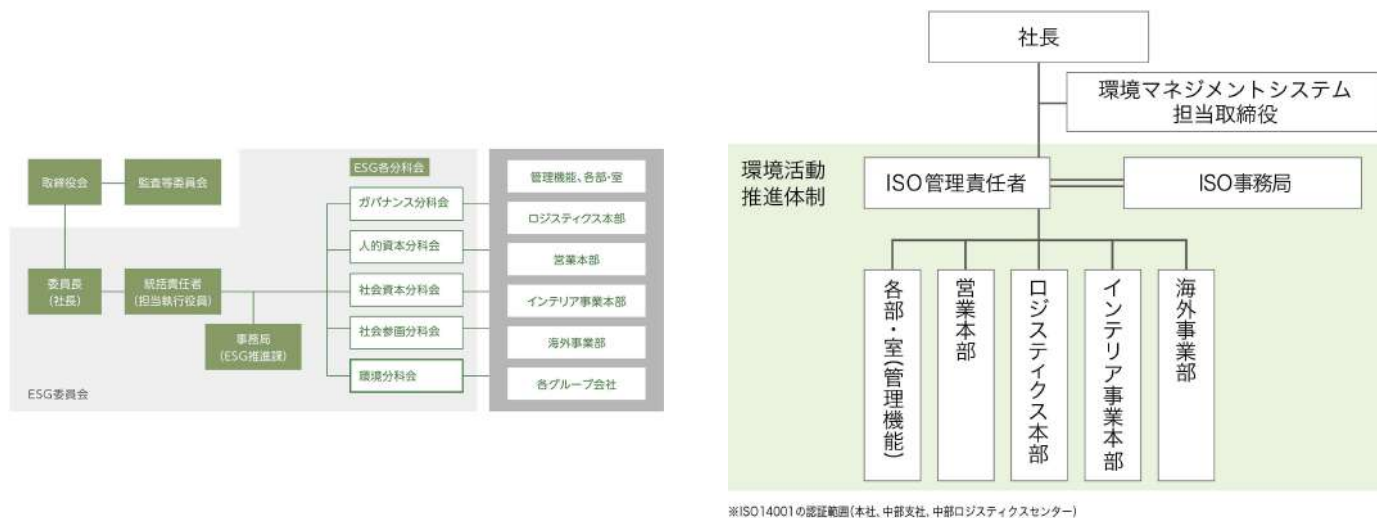 取締役会
監査等委員会
委員長
(社長)
統括責任者
(担当執行役員)
事務局
(ESG推進課)
ESG委員会
ESG各分科会
ガバナンス分科会
人的資本分科会
社会資本分科会
社会参画分科会
環境分科会
管理機能、各部・室
ロジスティクス本部
営業本部
インテリア事業本部
海外事業部
各グループ会社
社長
環境マネジメントシステム
担当取締役
環境活動
推進体制
ISO管理責任者
ISO事務局
各部・室(管理機能)
営業本部
ロジスティクス本部
インテリア事業本部
海外事業部
※ISO14001の認証範囲(本社、中部支社、中部ロジスティクスセンター)